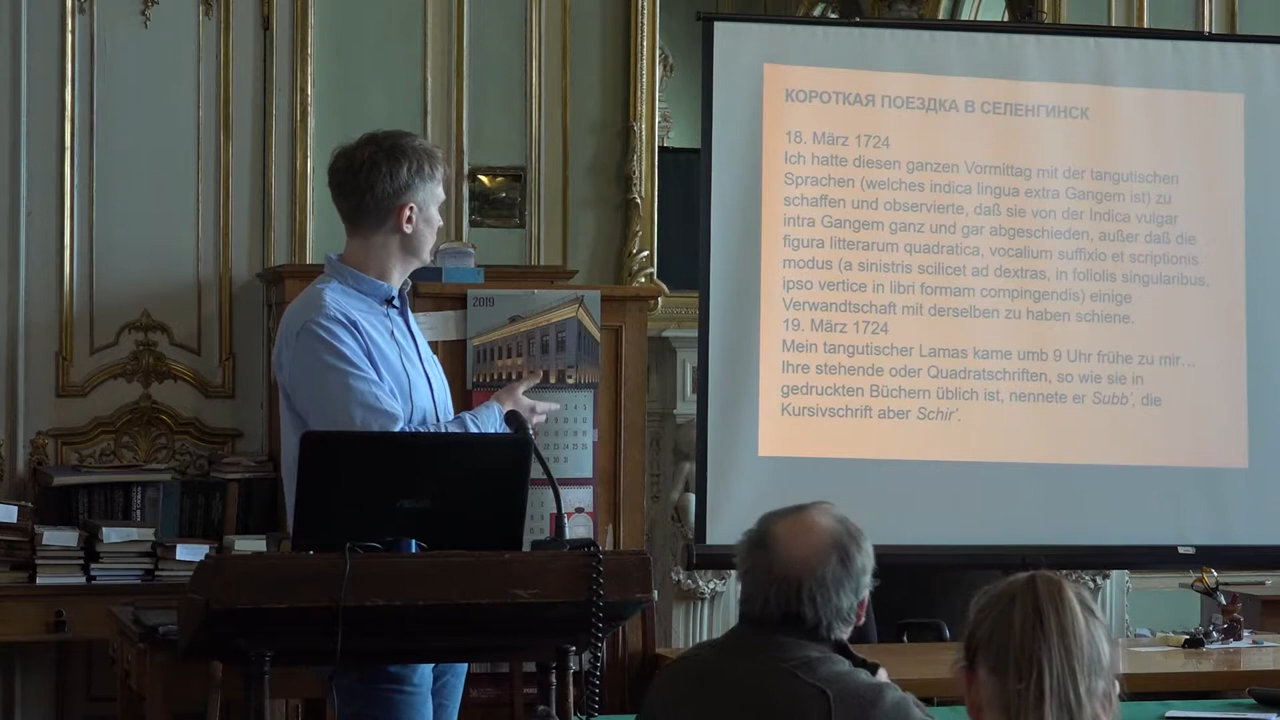 КОРОТКАЯ ПОЕЗДКА В СЕЛЕНГИНСК
18. März 1724
Ich hatte diesen ganzen Vormittag mit der tangutischen
Sprachen (welches indica lingua extra Gangem ist) zu
schaffen und observierte, daß sie von der Indica vulgar
intra Gangem ganz und gar abgeschieden, außer daß die
figura litterarum quadratica, vocalium suffixio et scriptionis
modus (a sinistris scilicet ad dextras, in foliolis singularibus,
ipso vertice in libri formam compingendis) einige
Verwandtschaft mit derselben zu haben schiene.
19. März 1724
Mein tangutischer Lamas kame umb 9 Uhr frühe zu mir…
Ihre stehende oder Quadratschriften, so wie sie in
gedruckten Büchern üblich ist, nennete er Subb’, die
Kursivschrift aber Schir’.
2019